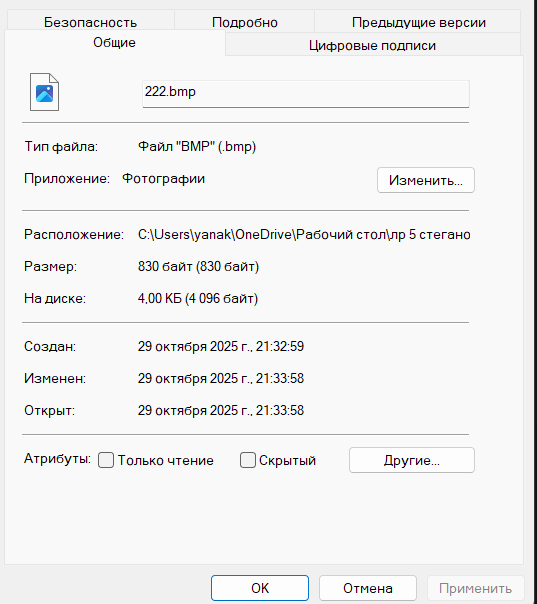 Безопасность Подробно Предыдущие версии
Общие Цифровые подписи
222.bmp
Тип файла: Файл "BMP" (.bmp)
Приложение: Фотографии Изменить...
Расположение: C:\Users\yanak\OneDrive\Рабочий стол\лр 5 стегано
Размер: 830 байт (830 байт)
На диске: 4,00 КБ (4 096 байт)
Создан: 29 октября 2025 г., 21:32:59
Изменен: 29 октября 2025 г., 21:33:58
Открыт: 29 октября 2025 г., 21:33:58
Атрибуты: Только чтение Скрытый Другие...
ОК Отмена Применить